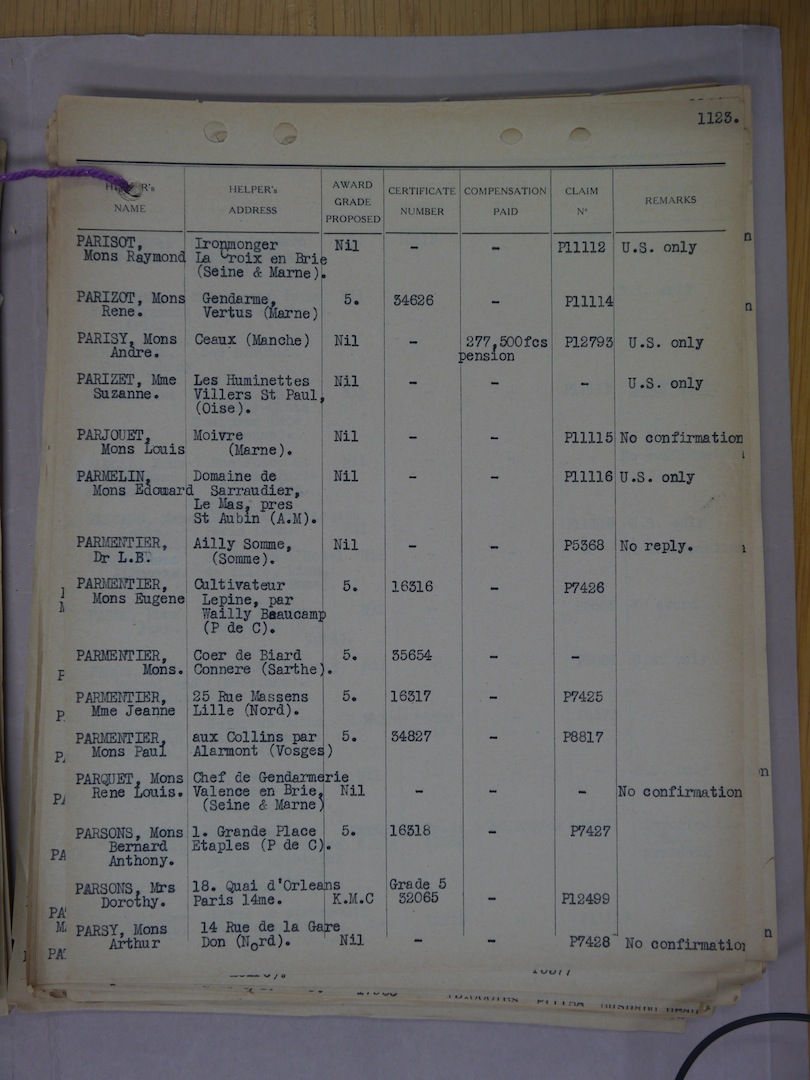 1123.
HELPER's NAME HELPER's ADDRESS AWARD GRADE PROPOSED CERTIFICATE NUMBER COMPENSATION PAID CLAIM N° REMARKS
PARISOT, Ironmonger Nil - - P11112 U.S. only
Mons Raymond La Croix en Brie
(Seine & Marne).
PARIZOT, Mons Gendarme, 5. 34626 - P11114
Rene. Vertus (Marne)
PARISY, Mons Ceaux (Manche) Nil - 277,500fcs P12793 U.S. only
Andre. pension
PARIZET, Mme Les Huminettes Nil - - - U.S. only
Suzanne. Villers St Paul,
(Oise).
PARJOUET, Moivre Nil - - P11115 No confirmation
Mons Louis (Marne).
PARMELIN, Domaine de Nil - - P11116 U.S. only
Mons Edouard Sarraudier,
Le Mas, pres
St Aubin (A.M).
PARMENTIER, Ailly Somme, Nil - - P5368 No reply.
Dr L.B. (Somme).
PARMENTIER, Cultivateur 5. 16316 - P7426
Mons Eugene Lepine, par
Wailly Beaucamp
(P de C).
PARMENTIER, Coer de Biard 5. 35654 - -
Mons. Connere (Sarthe).
PARMENTIER, 25 Rue Massens 5. 16317 - P7425
Mme Jeanne Lille (Nord).
PARMENTIER, aux Collins par 5. 34827 - P8817
Mons Paul Alarmont (Vosges)
PARQUET, Mons Chef de Gendarmerie
Rene Louis. Valence en Brie, Nil - - - No confirmation
(Seine & Marne)
PARSONS, Mons 1. Grande Place 5. 16318 - P7427
Bernard Etaples (P de C).
Anthony.
PARSONS, Mrs 18. Quai d'Orleans Grade 5
Dorothy. Paris 14me. K.M.C 32065 - P12499
PARSY, Mons 14 Rue de la Gare
Arthur Don (Nord). Nil - - P7428 No confirmation